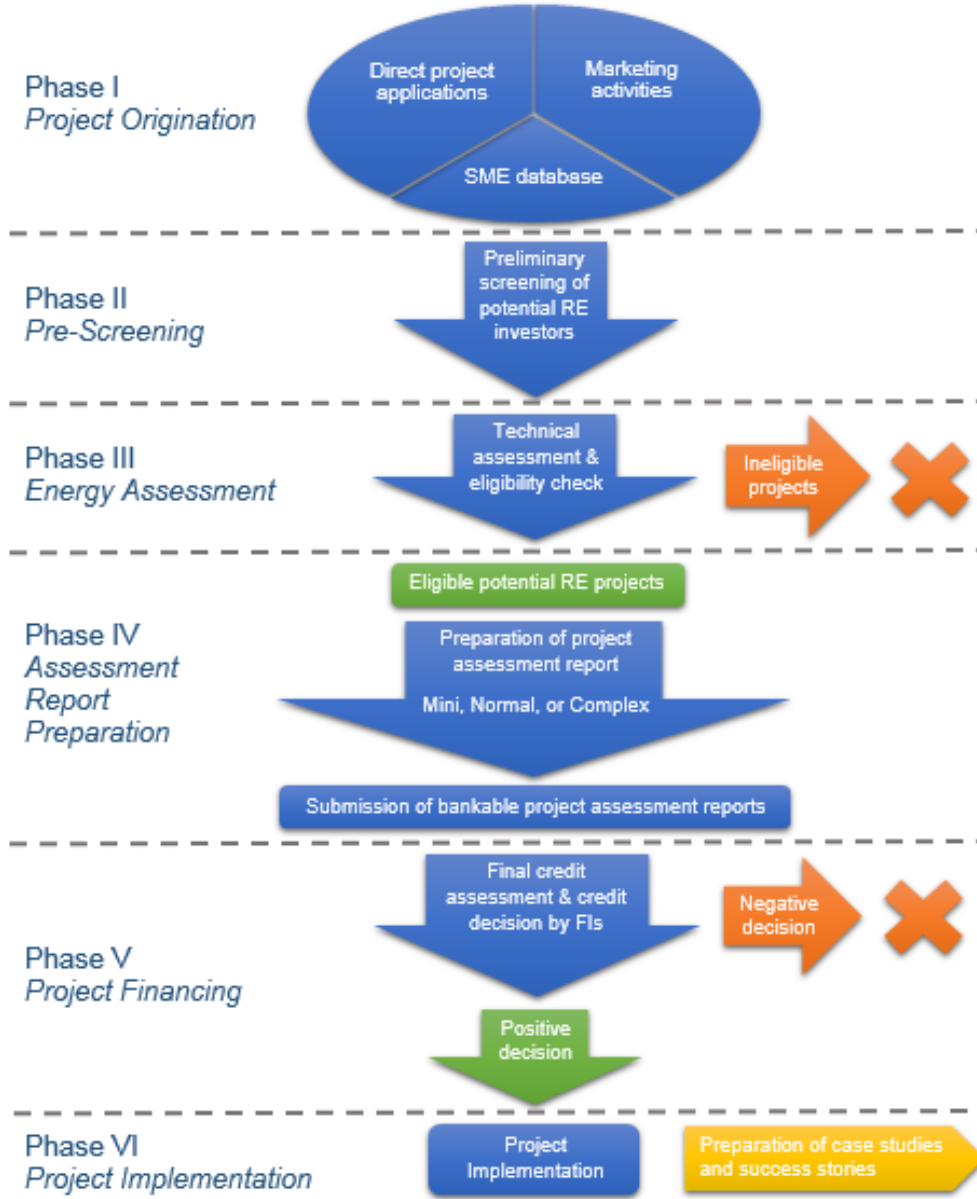 Phase I
Project Origination
Direct project
applications
Marketing
activities
SME database
Phase II
Pre-Screening
Preliminary
screening of
potential RE
investors
Phase III
Energy Assessment
Technical
assessment &
eligibility check
Ineligible
projects
Phase IV
Assessment
Report
Preparation
Eligible potential RE projects
Preparation of project
assessment report
Mini, Normal, or Complex
Submission of bankable project assessment reports
Phase V
Project Financing
Final credit
assessment & credit
decision by FIs
Negative
decision
Positive
decision
Phase VI
Project Implementation
Project
Implementation
Preparation of case studies
and success stories